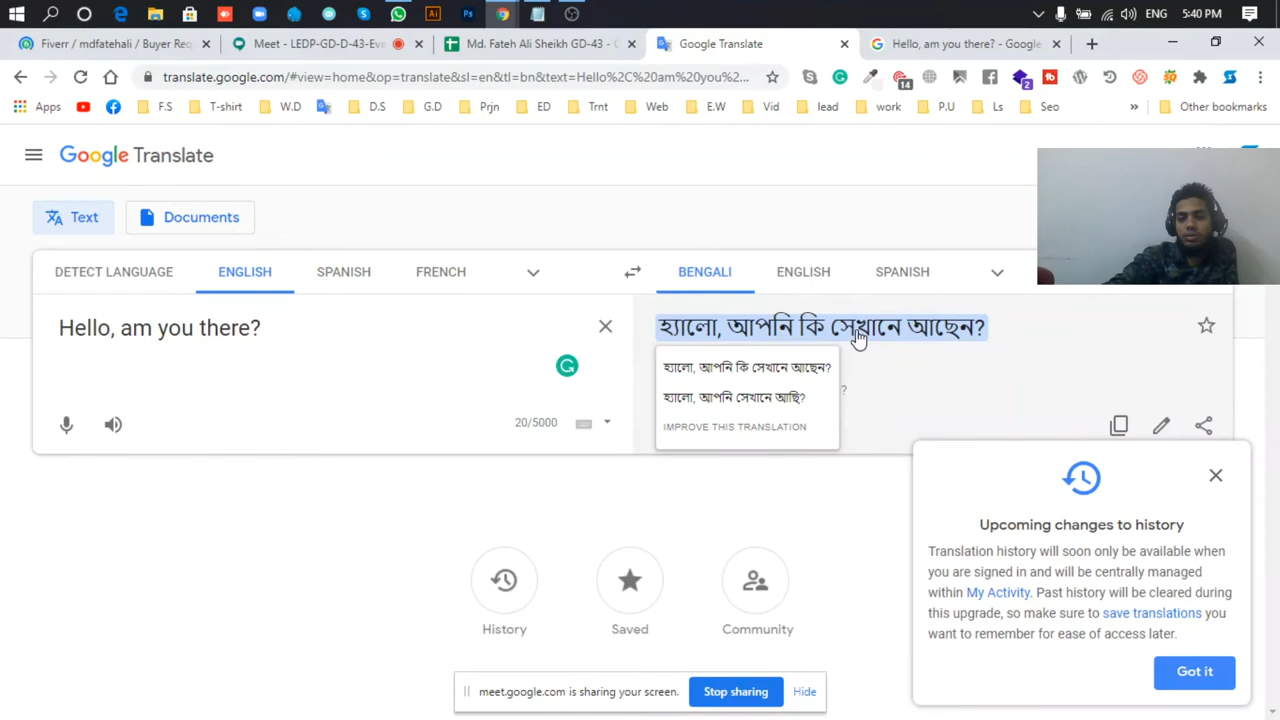 ENG 5:40 PM
Fiverr / mdfatehali / Buyer Req
Meet - LEDP-GD-D-43-Eve
Md. Fateh Ali Sheikh GD-43 - C
Google Translate
Hello, am you there? - Google
translate.google.com/#view=home&op=translate&sl=en&tl=bn&text=Hello%2C%20am%20you%2...
14
2
Apps
F.S
T-shirt
W.D
D.S
G.D
Prjn
ED
Trnt
Web
E.W
Vid
lead
work
P.U
Ls
Seo
»
Other bookmarks
Google Translate
Text
Documents
DETECT LANGUAGE
ENGLISH
SPANISH
FRENCH
BENGALI
ENGLISH
SPANISH
Hello, am you there?
হ্যালো, আপনি কি সেখানে আছেন?
হ্যালো, আপনি কি সেখানে আছেন?
হ্যালো, আপনি সেখানে আছি?
?
IMPROVE THIS TRANSLATION
20/5000
Upcoming changes to history
Translation history will soon only be available when
you are signed in and will be centrally managed
within My Activity. Past history will be cleared during
this upgrade, so make sure to save translations you
want to remember for ease of access later.
Got it
History
Saved
Community
meet.google.com is sharing your screen.
Stop sharing
Hide